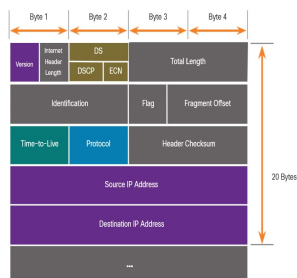 Byte 1 Byte 2 Byte 3 Byte 4
Version
Internet
Header
Length
DS
DSCP ECN
Total Length
Identification Flag Fragment Offset
Time-to-Live Protocol Header Checksum
Source IP Address
20 Bytes
Destination IP Address
...